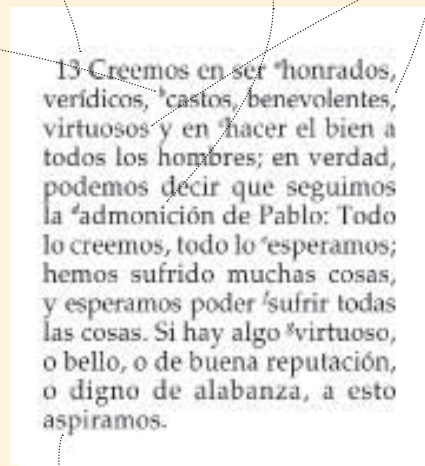 13 Creemos en ser ᵃhonrados,
verídicos, ᵇcastos, benevolentes,
virtuosos y en ᶜhacer el bien a
todos los hombres; en verdad,
podemos decir que seguimos
la ᵈadmonición de Pablo: Todo
lo creemos, todo lo ᵉesperamos;
hemos sufrido muchas cosas,
y esperamos poder ᶠsufrir todas
las cosas. Si hay algo ᵍvirtuoso,
o bello, o de buena reputación,
o digno de alabanza, a esto
aspiramos.